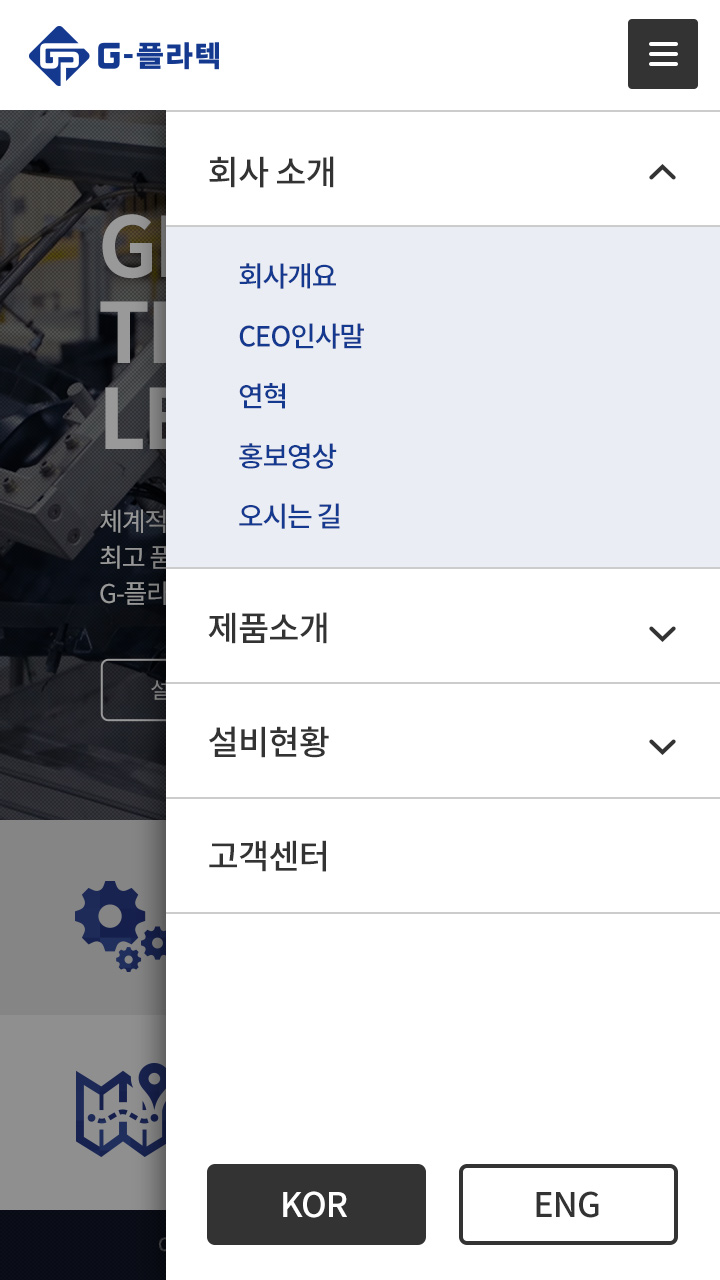 G-플라텍
회사 소개
회사개요
CEO인사말
연혁
홍보영상
오시는 길
제품소개
설비현황
고객센터
KOR
ENG
체계적
최고 품
G-플라